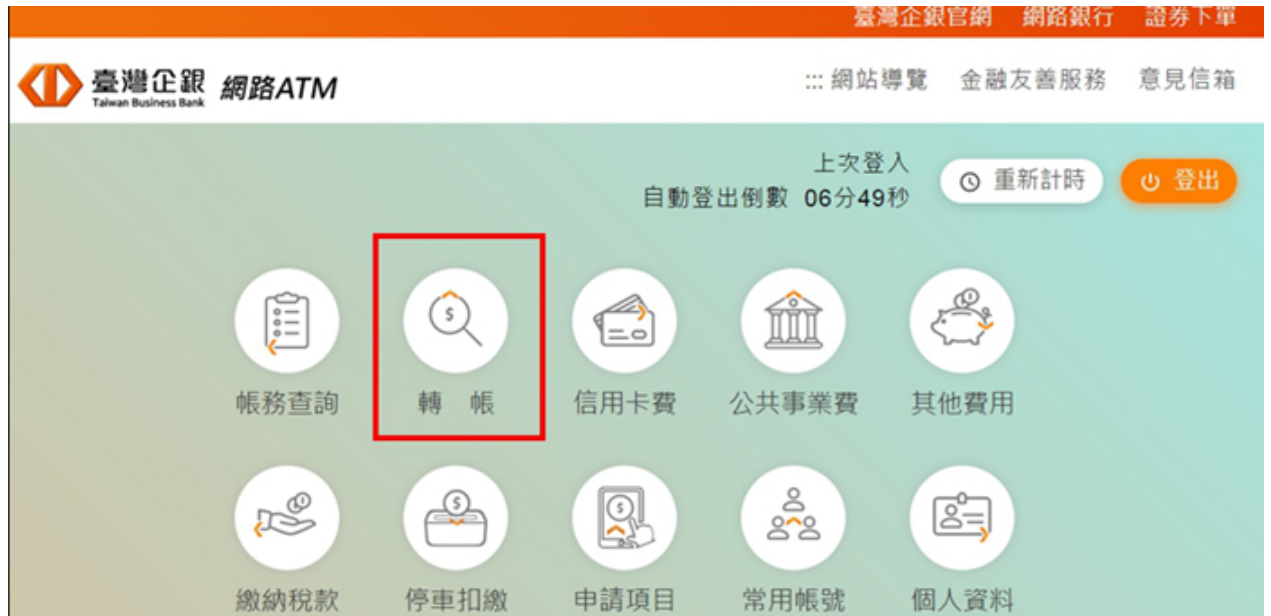 臺灣企銀官網 網路銀行 證券下單
臺灣企銀 網路ATM
Taiwan Business Bank
::: 網站導覽 金融友善服務 意見信箱
上次登入
自動登出倒數 06分49秒
重新計時 登出
帳務查詢 轉 帳 信用卡費 公共事業費 其他費用
繳納稅款 停車扣繳 申請項目 常用帳號 個人資料